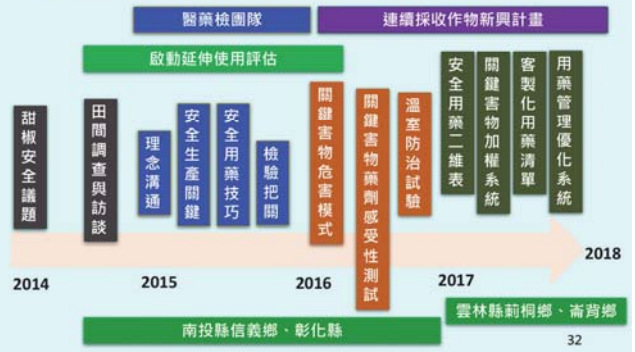 醫藥檢團隊
連續採收作物新興計畫
啟動延伸使用評估
甜椒安全議題
田間調查與訪談
理念溝通
安全生產關鍵
安全用藥技巧
檢驗把關
關鍵害物危害模式
關鍵害物藥劑感受性測試
溫室防治試驗
安全用藥二維表
關鍵害物加權系統
客製化用藥清單
用藥管理優化系統
2014
2015
2016
2017
2018
南投縣信義鄉、彰化縣
雲林縣莿桐鄉、崙背鄉
32